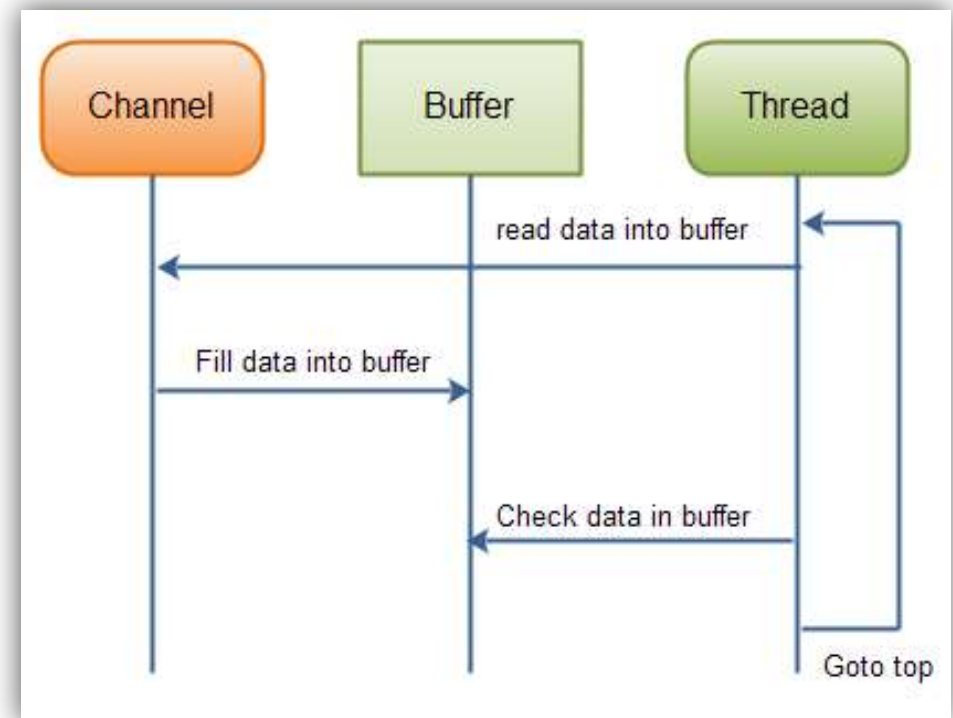 Channel
Buffer
Thread
read data into buffer
Fill data into buffer
Check data in buffer
Goto top